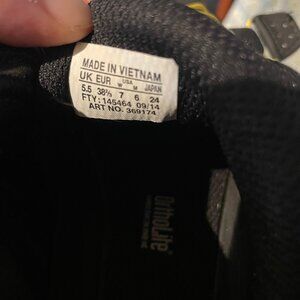 MADE IN VIETNAM
UK EUR W USA M JAPAN
5.5 38⅔ 7 6 24
FTY: 145464 09/14
ART NO. 369174
OrthoLite